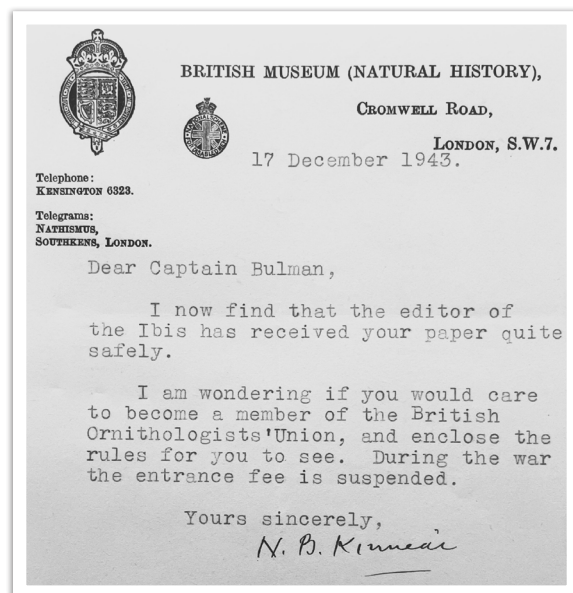 BRITISH MUSEUM (NATURAL HISTORY),
CROMWELL ROAD,
LONDON, S.W.7.
17 December 1943.
Telephone:
KENSINGTON 6323.
Telegrams:
NATHISMUS,
SOUTHKENS, LONDON.
Dear Captain Bulman,
I now find that the editor of
the Ibis has received your paper quite
safely.
I am wondering if you would care
to become a member of the British
Ornithologists'Union, and enclose the
rules for you to see. During the war
the entrance fee is suspended.
Yours sincerely,
N. B. Kinnear